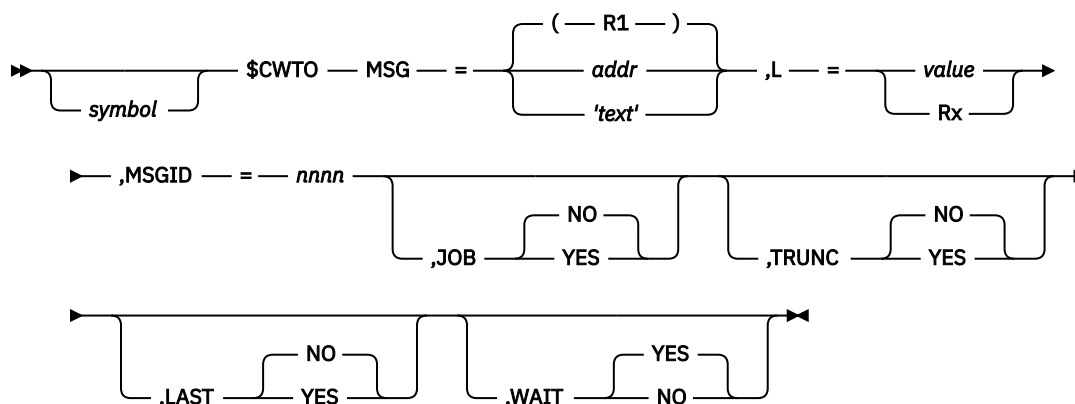 ( R1 )
$CWTO MSG = addr ,L = value
symbol 'text' Rx
,MSGID = nnnn
NO NO
,JOB YES ,TRUNC YES
NO YES
,LAST YES ,WAIT NO